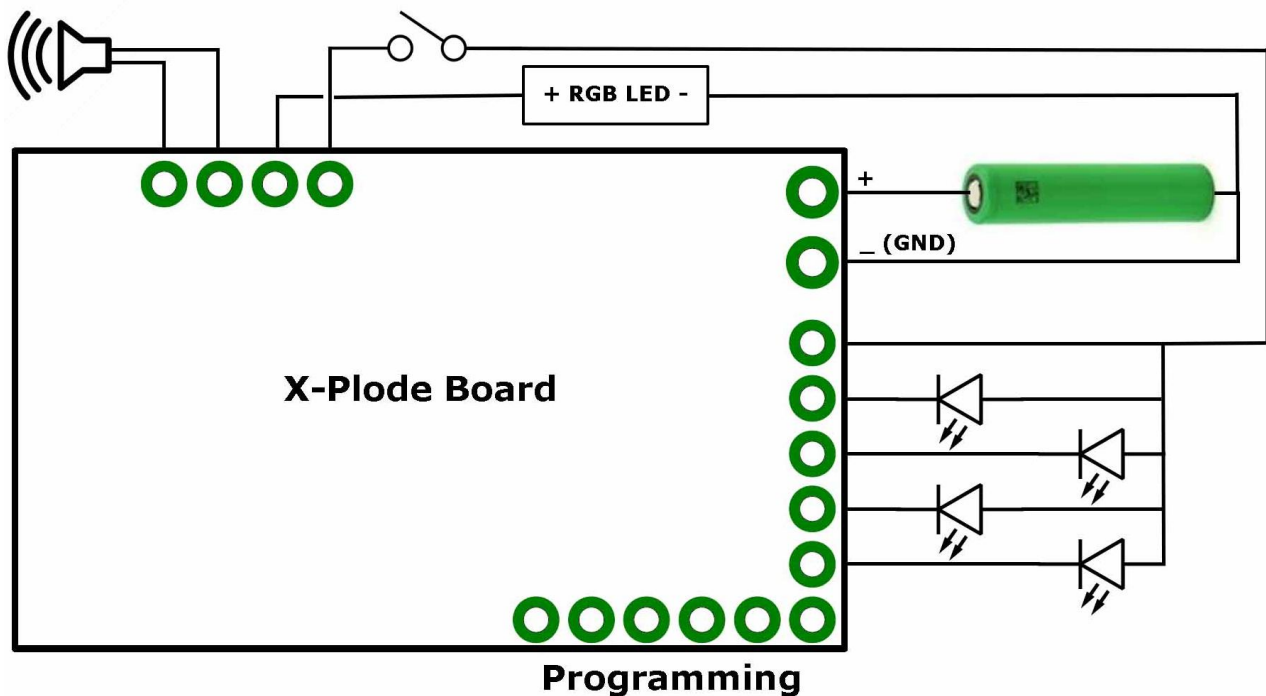 + RGB LED -
+
_ (GND)
X-Plode Board
Programming